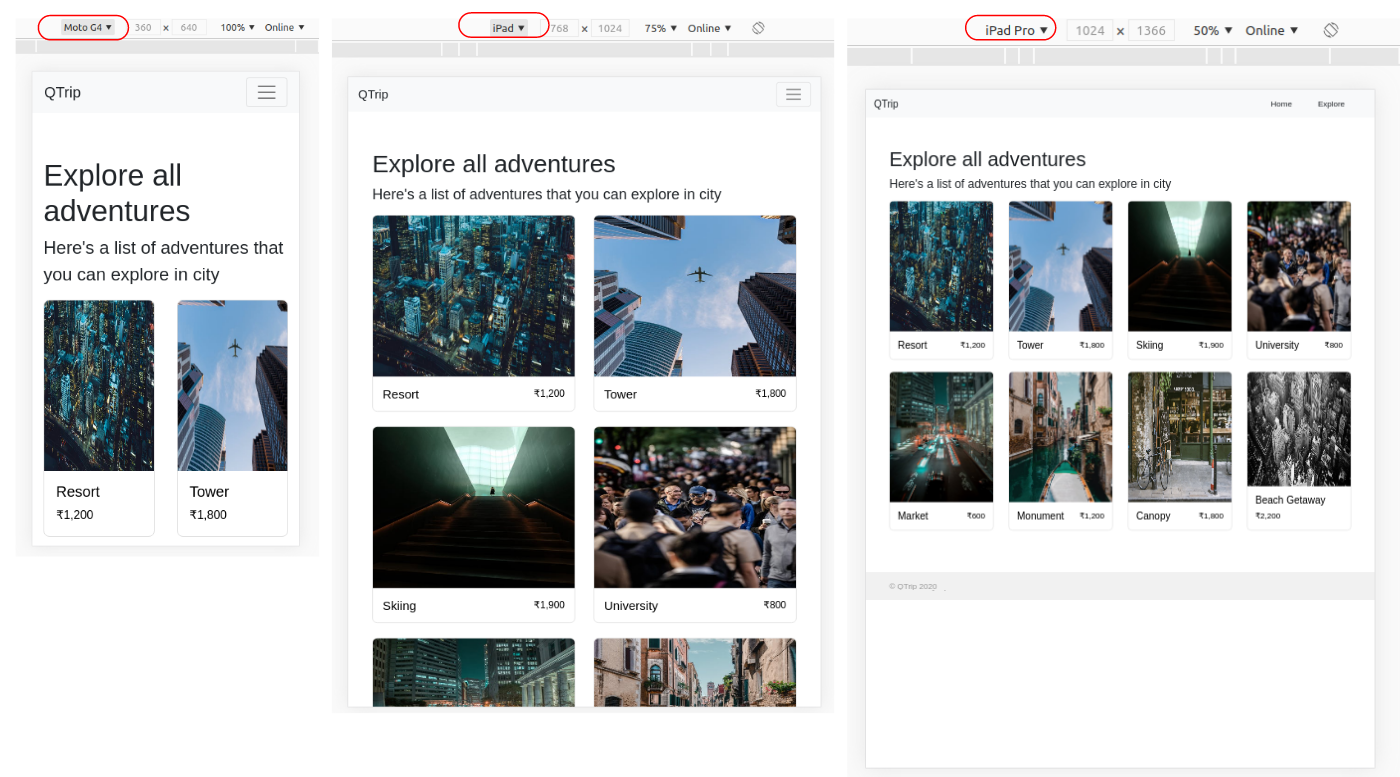 Moto G4 ▼ 360 × 640 100% ▼ Online ▼
QTrip
Explore all
adventures
Here's a list of adventures that
you can explore in city
Resort
₹1,200
Tower
₹1,800
iPad ▼ 768 × 1024 75% ▼ Online ▼
QTrip
Explore all adventures
Here's a list of adventures that you can explore in city
Resort ₹1,200
Tower ₹1,800
Skiing ₹1,900
University ₹800
iPad Pro ▼ 1024 × 1366 50% ▼ Online ▼
QTrip Home Explore
Explore all adventures
Here's a list of adventures that you can explore in city
Resort ₹1,200
Tower ₹1,800
Skiing ₹1,900
University ₹800
Market ₹600
Monument ₹1,200
Canopy ₹1,800
Beach Getaway
₹2,200
© QTrip 2020